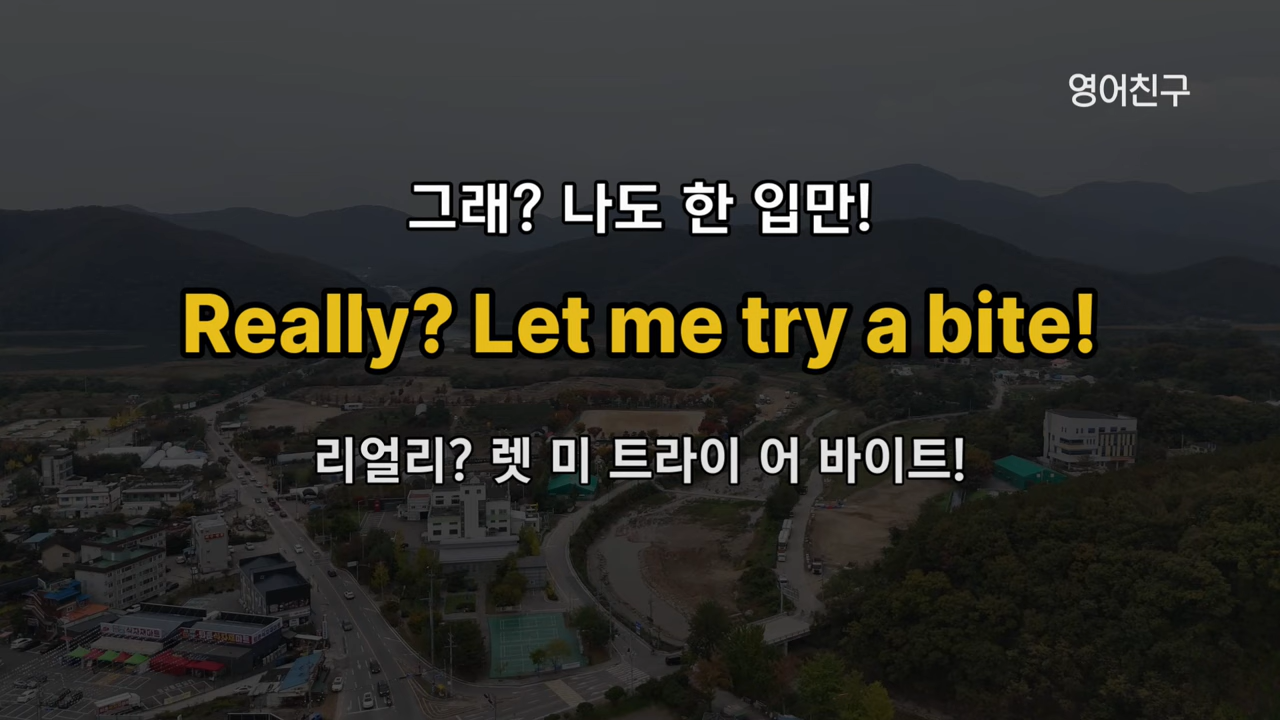 영어친구
그래? 나도 한 입만!
Really? Let me try a bite!
리얼리? 렛 미 트라이 어 바이트!